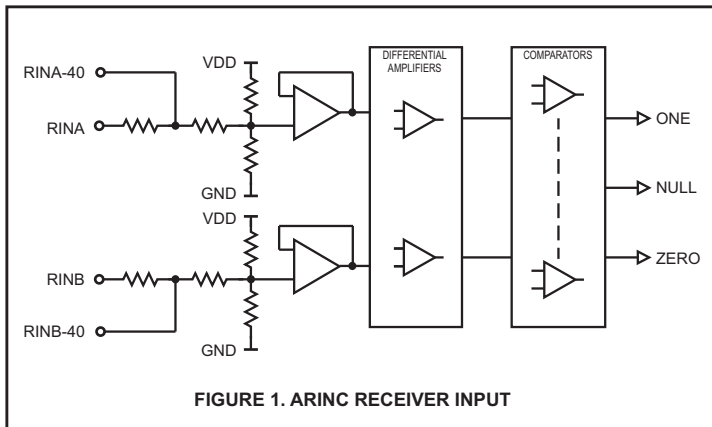 RINA-40
RINA
VDD
GND
VDD
RINB
RINB-40
GND
DIFFERENTIAL
AMPLIFIERS
COMPARATORS
ONE
NULL
ZERO
FIGURE 1. ARINC RECEIVER INPUT